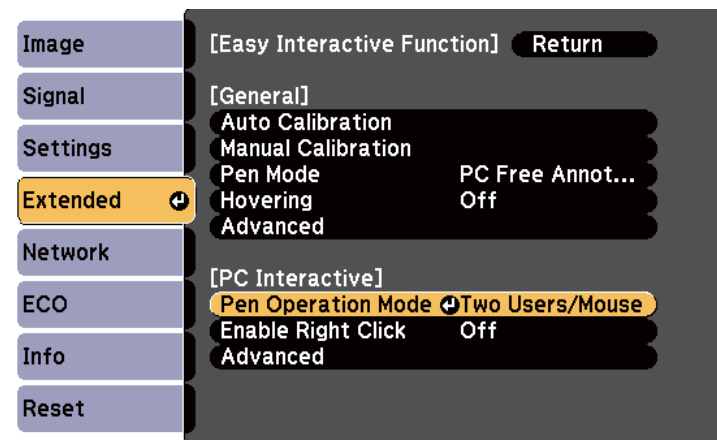 Image
Signal
Settings
Extended
Network
ECO
Info
Reset
[Easy Interactive Function] Return
[General]
Auto Calibration
Manual Calibration
Pen Mode PC Free Annot...
Hovering Off
Advanced
[PC Interactive]
Pen Operation Mode Two Users/Mouse
Enable Right Click Off
Advanced